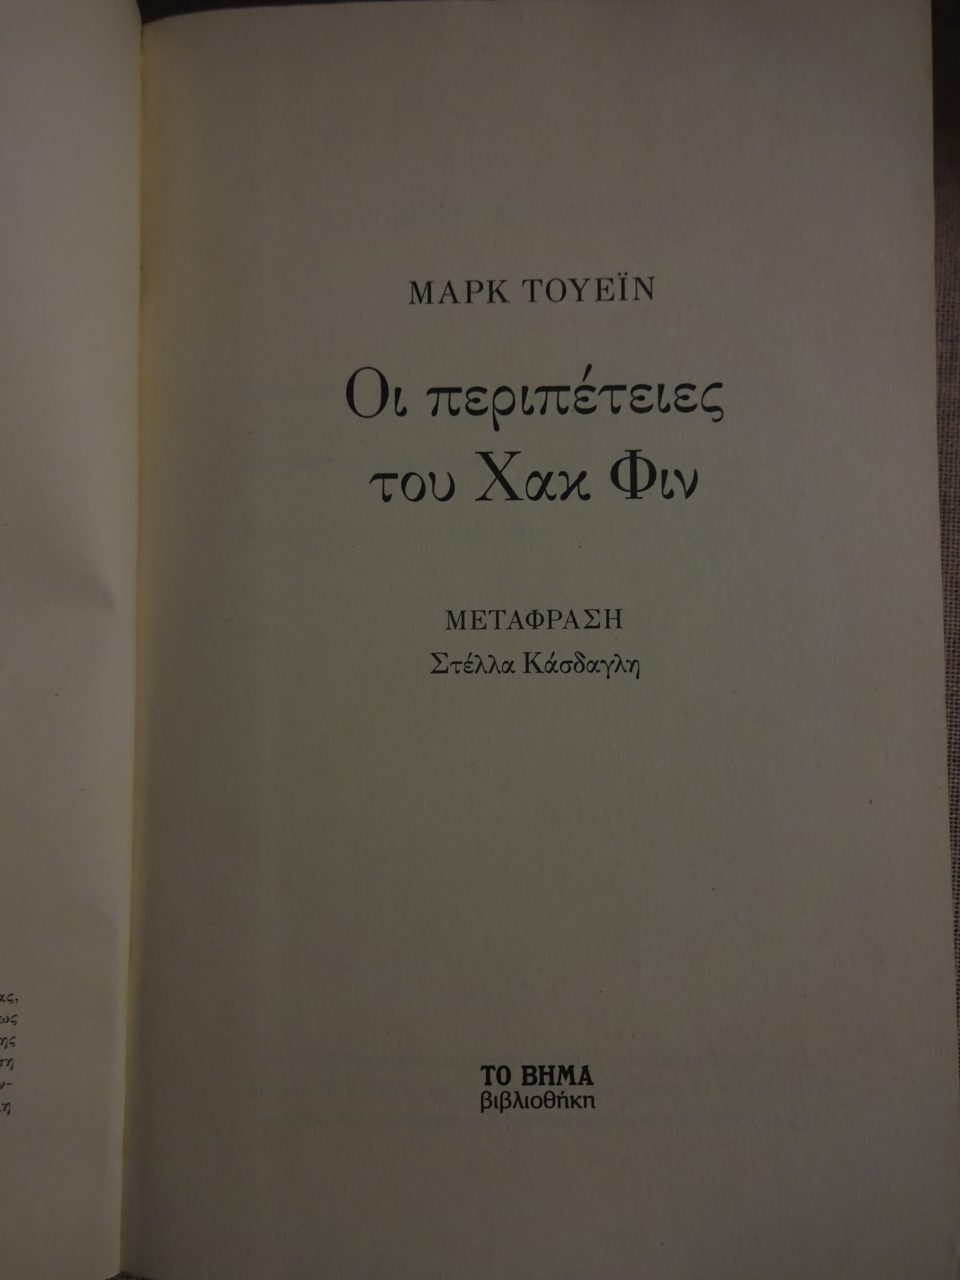 ΜΑΡΚ ΤΟΥΕΪΝ
Οι περιπέτειες
του Χακ Φιν
ΜΕΤΑΦΡΑΣΗ
Στέλλα Κάσδαγλη
ΤΟ ΒΗΜΑ
βιβλιοθήκη